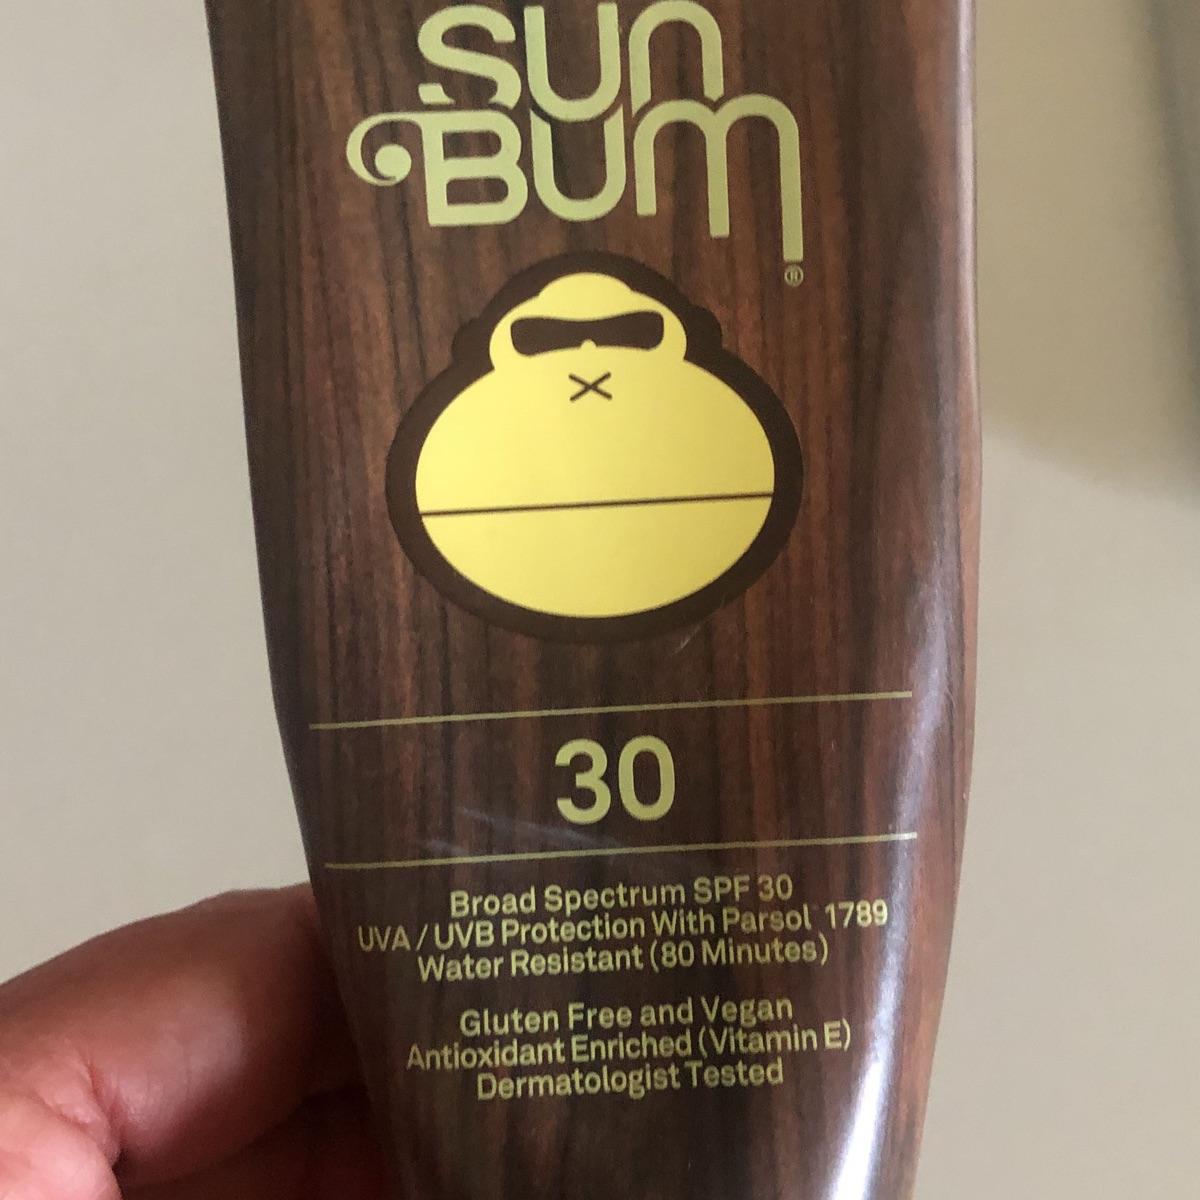 sun
BUM®
30
Broad Spectrum SPF 30
UVA / UVB Protection With Parsol® 1789
Water Resistant (80 Minutes)
Gluten Free and Vegan
Antioxidant Enriched (Vitamin E)
Dermatologist Tested